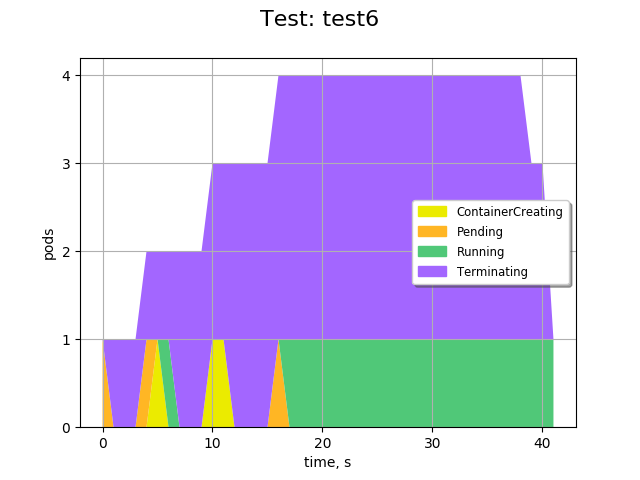 Test: test6
4
3
2
1
0
pods
ContainerCreating
Pending
Running
Terminating
0 10 20 30 40
time, s